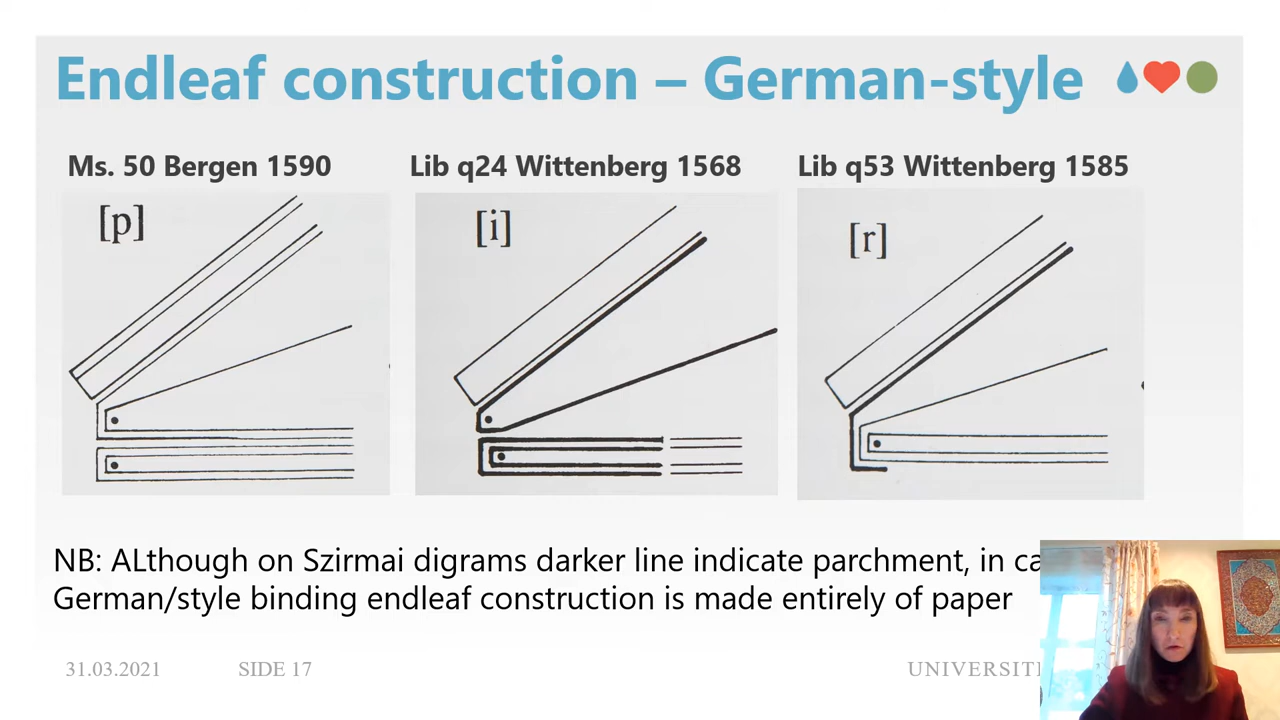 Endleaf construction – German-style
Ms. 50 Bergen 1590
Lib q24 Wittenberg 1568
Lib q53 Wittenberg 1585
[p]
[i]
[r]
NB: ALthough on Szirmai digrams darker line indicate parchment, in
German/style binding endleaf construction is made entirely of paper
31.03.2021
SIDE 17